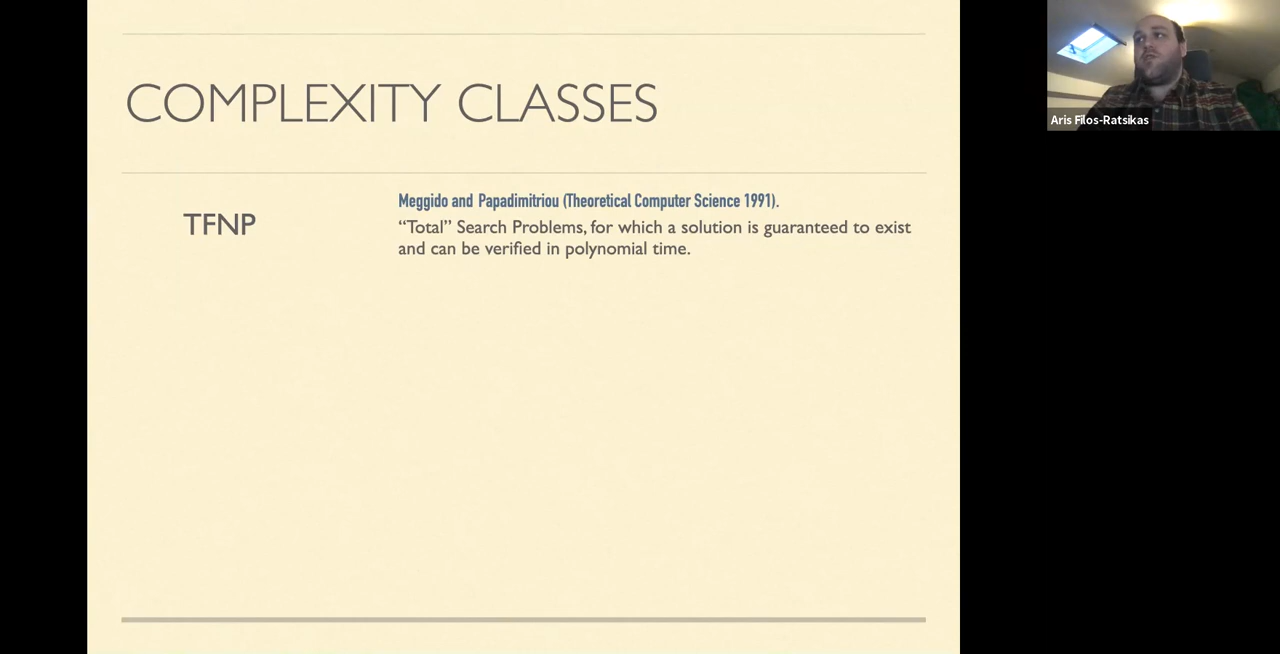 COMPLEXITY CLASSES
TFNP
Meggido and Papadimitriou (Theoretical Computer Science 1991).
“Total” Search Problems, for which a solution is guaranteed to exist
and can be verified in polynomial time.
Aris Filos-Ratsikas